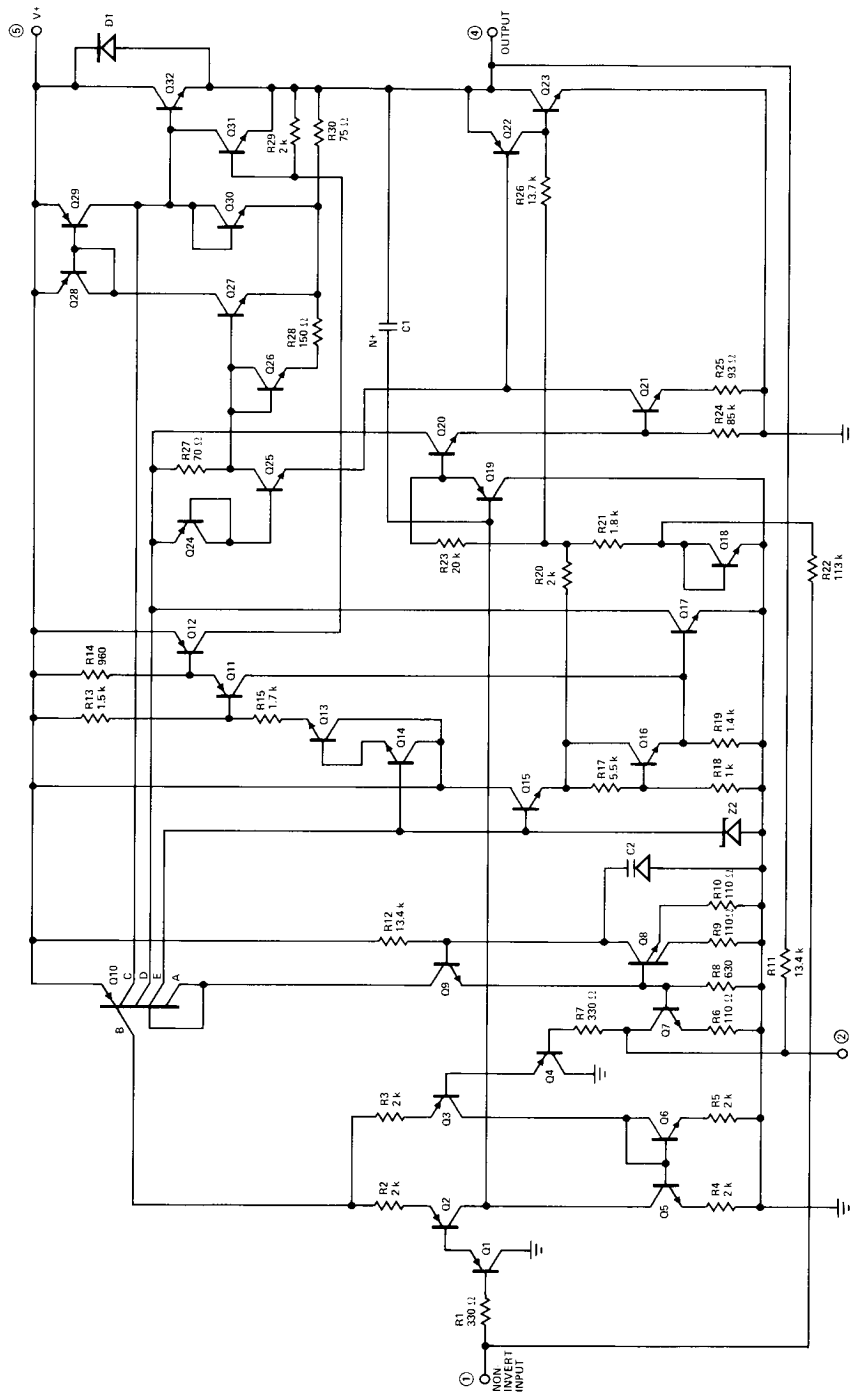 ⑤
V+
D1
Q32
Q31
R29
2 k
R30
75 Ω
Q29
Q30
Q28
Q27
R28
150 Ω
Q26
R27
70 Ω
Q25
Q24
④
OUTPUT
Q23
Q22
R26
13.7 k
N+
C1
Q21
R25
93 Ω
R24
85 k
Q20
Q19
R23
20 k
R21
1.8 k
R20
2 k
Q18
R22
113 k
Q12
R14
960
R13
1.5 k
Q11
R15
1.7 k
Q13
Q14
Q17
Q16
R19
1.4 k
R17
5.5 k
R18
1 k
Q15
Z2
C2
R12
13.4 k
Q10
B
C
D
E
A
Q9
Q8
R10
110 Ω
R9
110 Ω
R8
630
R11
13.4 k
R7
330 Ω
Q7
R6
110 Ω
Q4
②
R3
2 k
Q3
Q6
R5
2 k
R2
2 k
Q2
Q5
R4
2 k
Q1
R1
330 Ω
①
NON
INVERT
INPUT